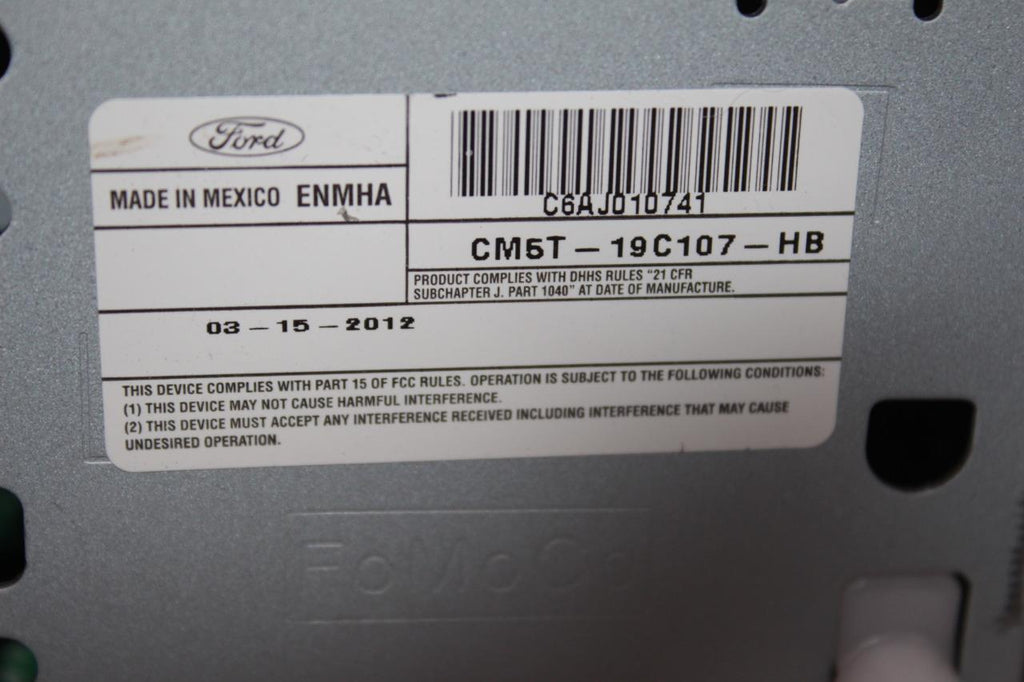 Ford
MADE IN MEXICO ENMHA
C6AJ010741
CM5T-19C107-HB
PRODUCT COMPLIES WITH DHHS RULES "21 CFR
SUBCHAPTER J. PART 1040" AT DATE OF MANUFACTURE.
03-15-2012
THIS DEVICE COMPLIES WITH PART 15 OF FCC RULES. OPERATION IS SUBJECT TO THE FOLLOWING CONDITIONS:
(1) THIS DEVICE MAY NOT CAUSE HARMFUL INTERFERENCE.
(2) THIS DEVICE MUST ACCEPT ANY INTERFERENCE RECEIVED INCLUDING INTERFERENCE THAT MAY CAUSE
UNDESIRED OPERATION.
FoMoCo